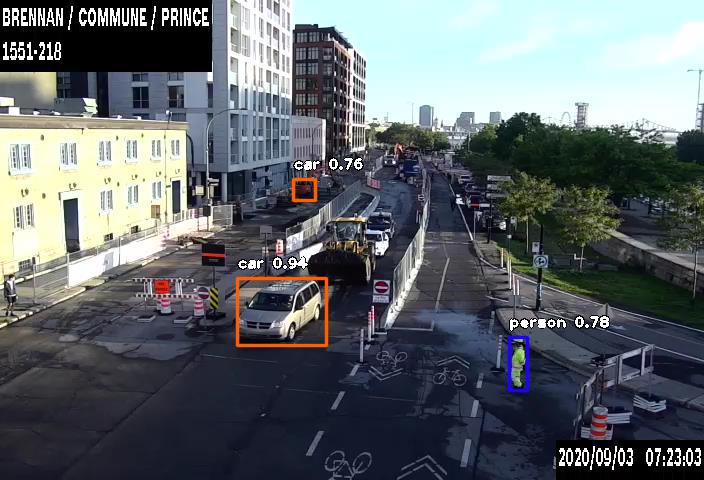 BRENNAN / COMMUNE / PRINCE
1551-218
car 0.76
car 0.94
person 0.78
2020/09/03 07:23:03